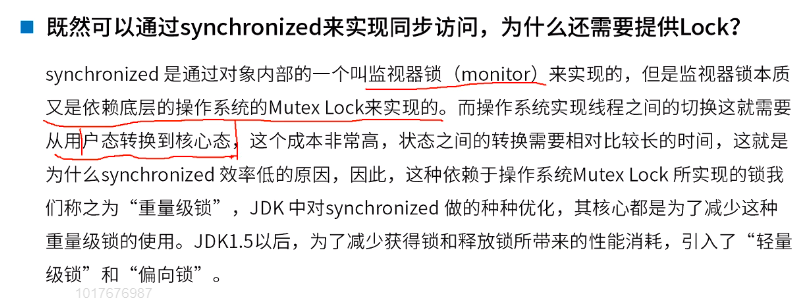 既然可以通过synchronized来实现同步访问，为什么还需要提供Lock？
synchronized 是通过对象内部的一个叫监视器锁（monitor）来实现的，但是监视器锁本质
又是依赖底层的操作系统的Mutex Lock来实现的。而操作系统实现线程之间的切换这就需要
从用户态转换到核心态，这个成本非常高，状态之间的转换需要相对比较长的时间，这就是
为什么synchronized 效率低的原因，因此，这种依赖于操作系统Mutex Lock 所实现的锁我
们称之为“重量级锁”，JDK 中对synchronized 做的种种优化，其核心都是为了减少这种
重量级锁的使用。JDK1.5以后，为了减少获得锁和释放锁所带来的性能消耗，引入了“轻量
级锁”和“偏向锁”。
1017676987